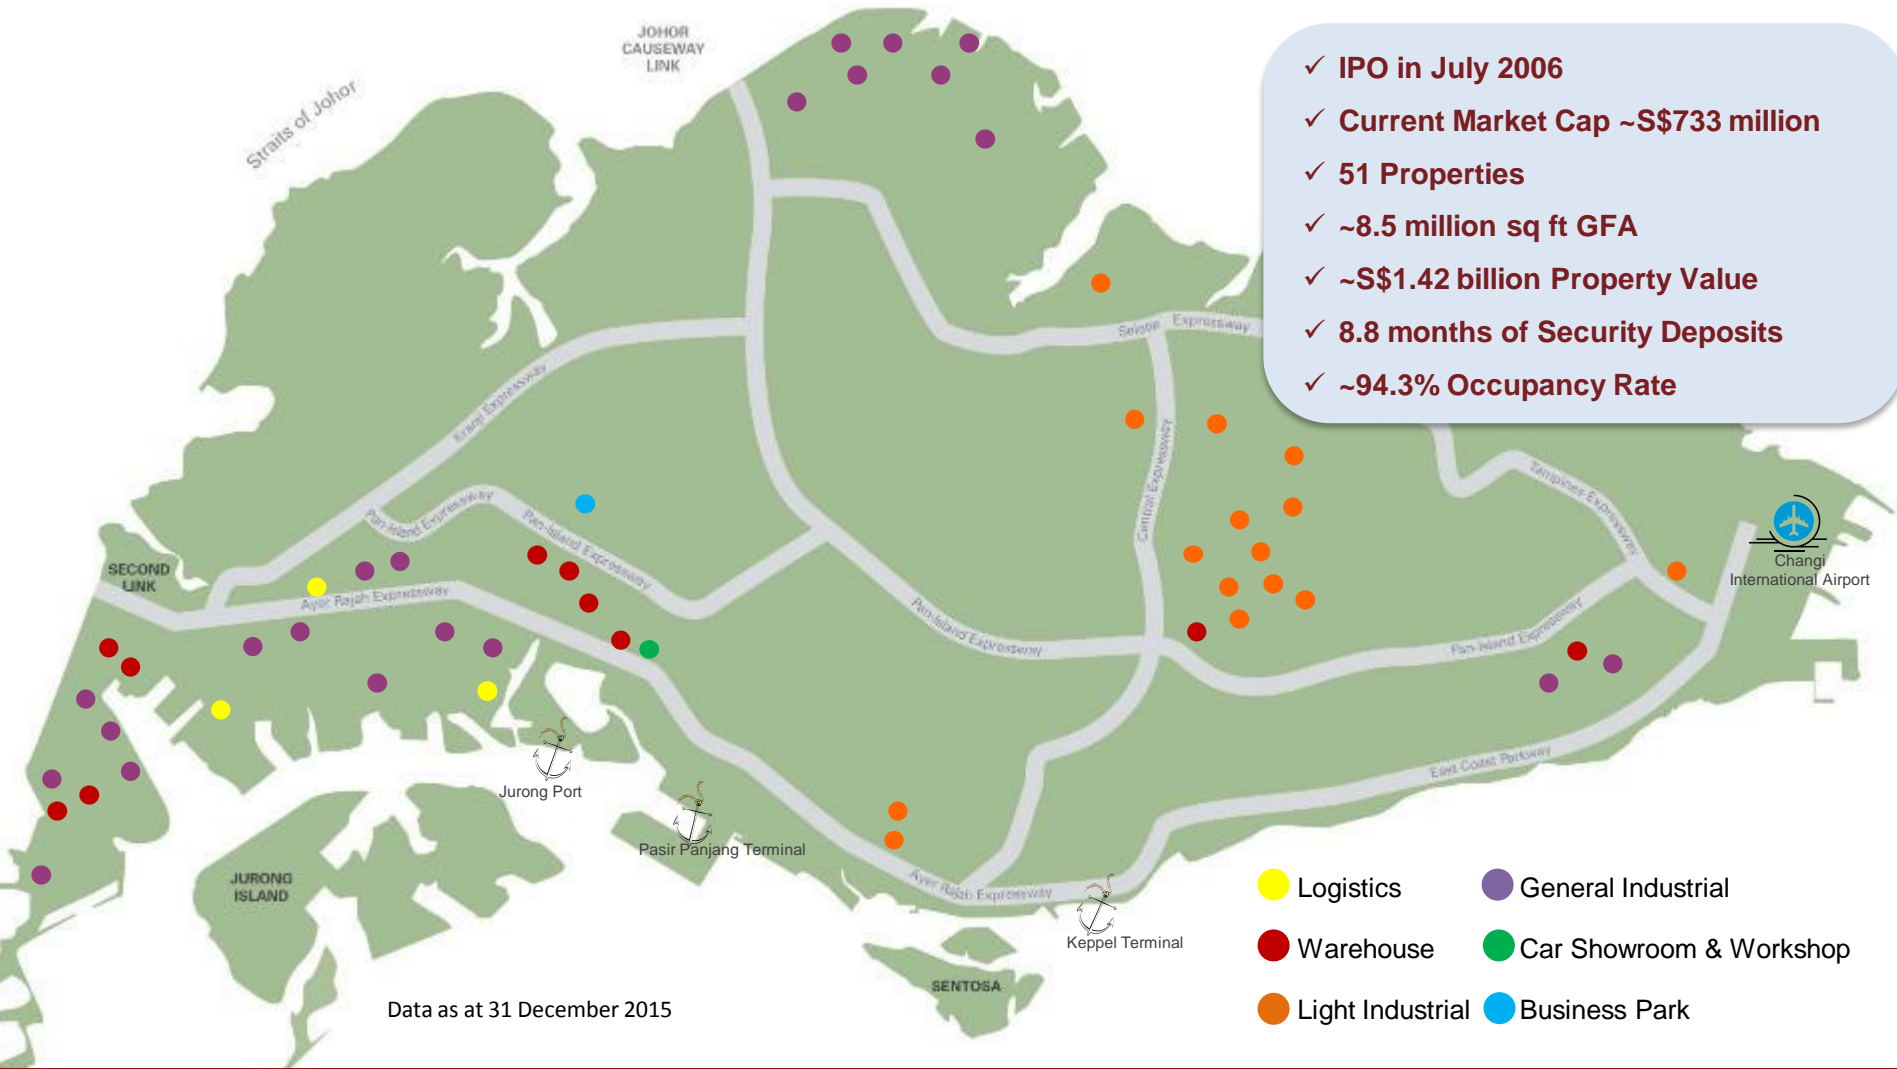 JOHOR
CAUSEWAY
LINK
Straits of Johor
✓ IPO in July 2006
✓ Current Market Cap ~S$733 million
✓ 51 Properties
✓ ~8.5 million sq ft GFA
✓ ~S$1.42 billion Property Value
✓ 8.8 months of Security Deposits
✓ ~94.3% Occupancy Rate
Seletar Expressway
Kranji Expressway
Central Expressway
Tampines Expressway
Pan-Island Expressway
Pan-Island Expressway
Changi
International Airport
SECOND
LINK
Ayer Rajah Expressway
Pan-Island Expressway
Pan-Island Expressway
East Coast Parkway
Jurong Port
Pasir Panjang Terminal
JURONG
ISLAND
Ayer Rajah Expressway
Keppel Terminal
SENTOSA
Logistics
General Industrial
Warehouse
Car Showroom & Workshop
Light Industrial
Business Park
Data as at 31 December 2015